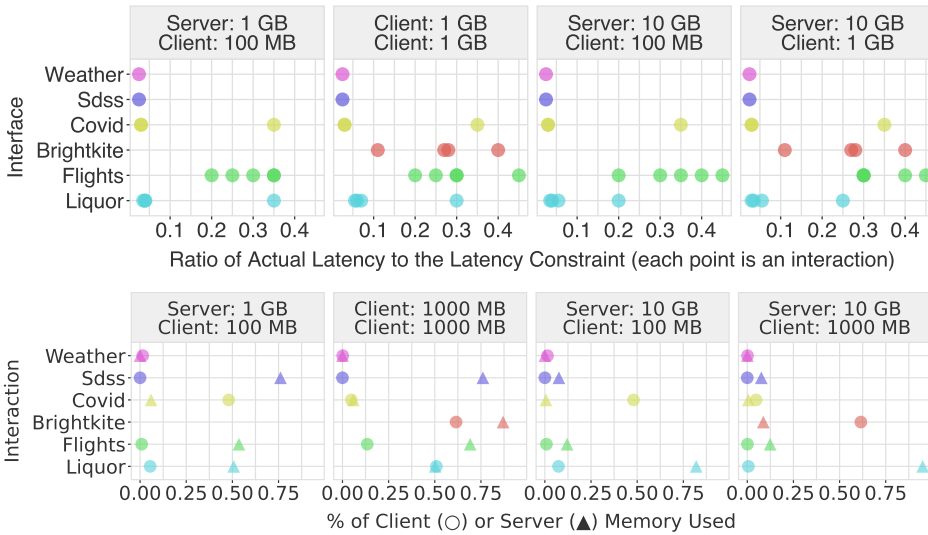 Server: 1 GB
Client: 100 MB
Client: 1 GB
Client: 1 GB
Server: 10 GB
Client: 100 MB
Server: 10 GB
Client: 1 GB
Interface
Weather
Sdss
Covid
Brightkite
Flights
Liquor
0.1 0.2 0.3 0.4 0.1 0.2 0.3 0.4 0.1 0.2 0.3 0.4 0.1 0.2 0.3 0.4
Ratio of Actual Latency to the Latency Constraint (each point is an interaction)
Server: 1 GB
Client: 100 MB
Client: 1000 MB
Client: 1000 MB
Server: 10 GB
Client: 100 MB
Server: 10 GB
Client: 1000 MB
Interaction
Weather
Sdss
Covid
Brightkite
Flights
Liquor
0.00 0.25 0.50 0.75 0.00 0.25 0.50 0.75 0.00 0.25 0.50 0.75 0.00 0.25 0.50 0.75
% of Client (○) or Server (▲) Memory Used